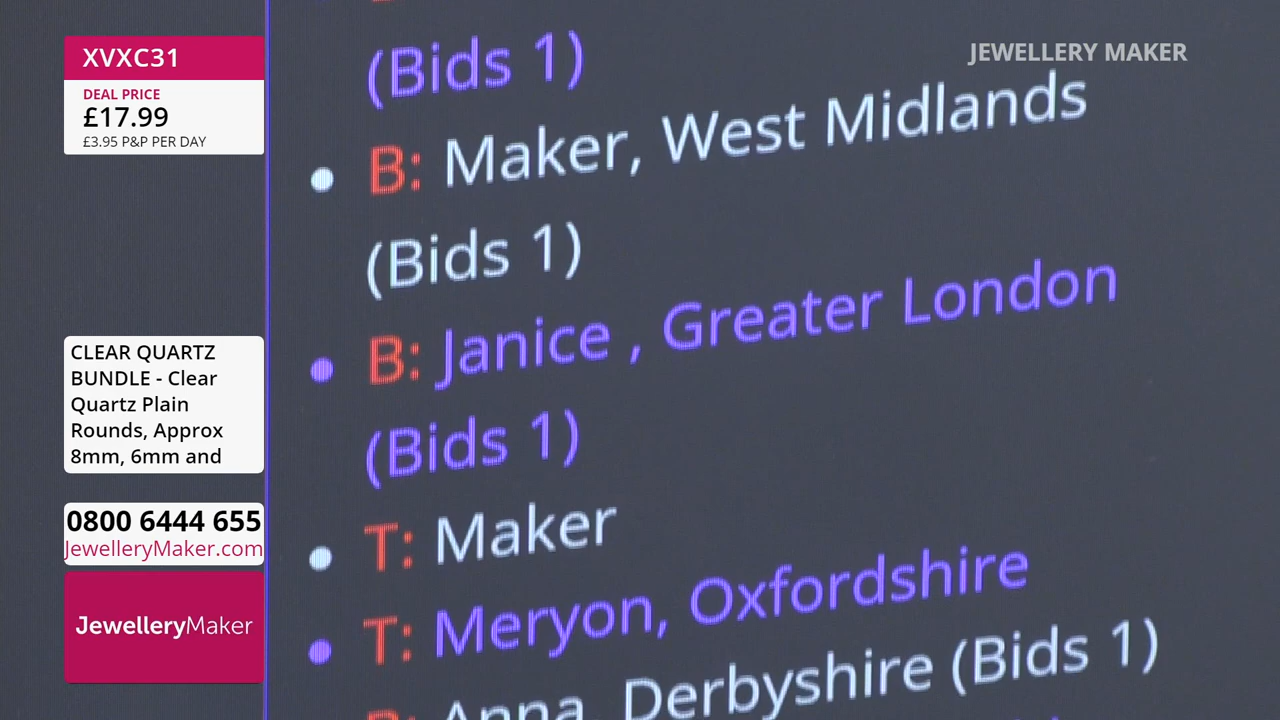 XVXC31
DEAL PRICE
£17.99
£3.95 P&P PER DAY
CLEAR QUARTZ
BUNDLE - Clear
Quartz Plain
Rounds, Approx
8mm, 6mm and
0800 6444 655
JewelleryMaker.com
JewelleryMaker
JEWELLERY MAKER
(Bids 1)
• B: Maker, West Midlands
(Bids 1)
• B: Janice , Greater London
(Bids 1)
• T: Maker
• T: Meryon, Oxfordshire
B: Anna, Derbyshire (Bids 1)